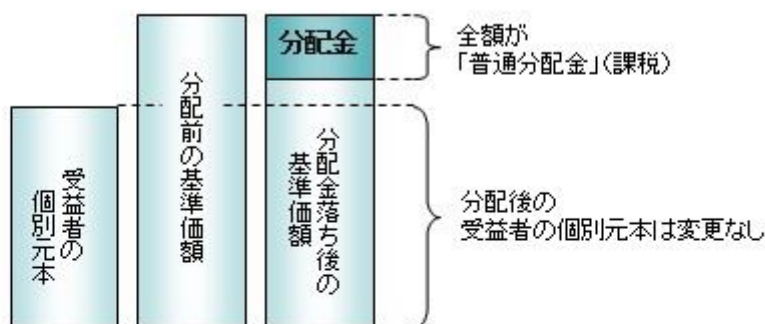 受益者の
個別元本
分配前の基準価額
分配金
分配金落ち後の
基準価額
全額が
「普通分配金」(課税)
分配後の
受益者の個別元本は変更なし